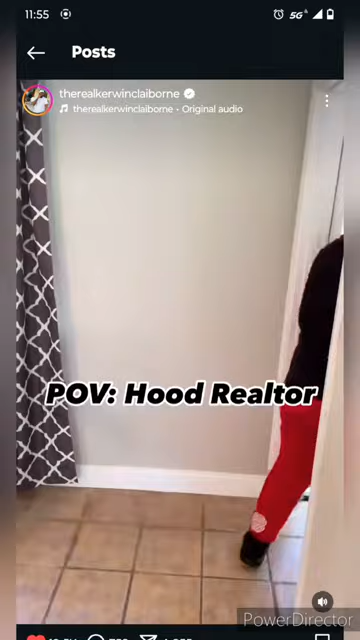 11:55
5G
Posts
therealkerwinclaiborne
therealkerwinclaiborne • Original audio
POV: Hood Realtor
PowerDirector